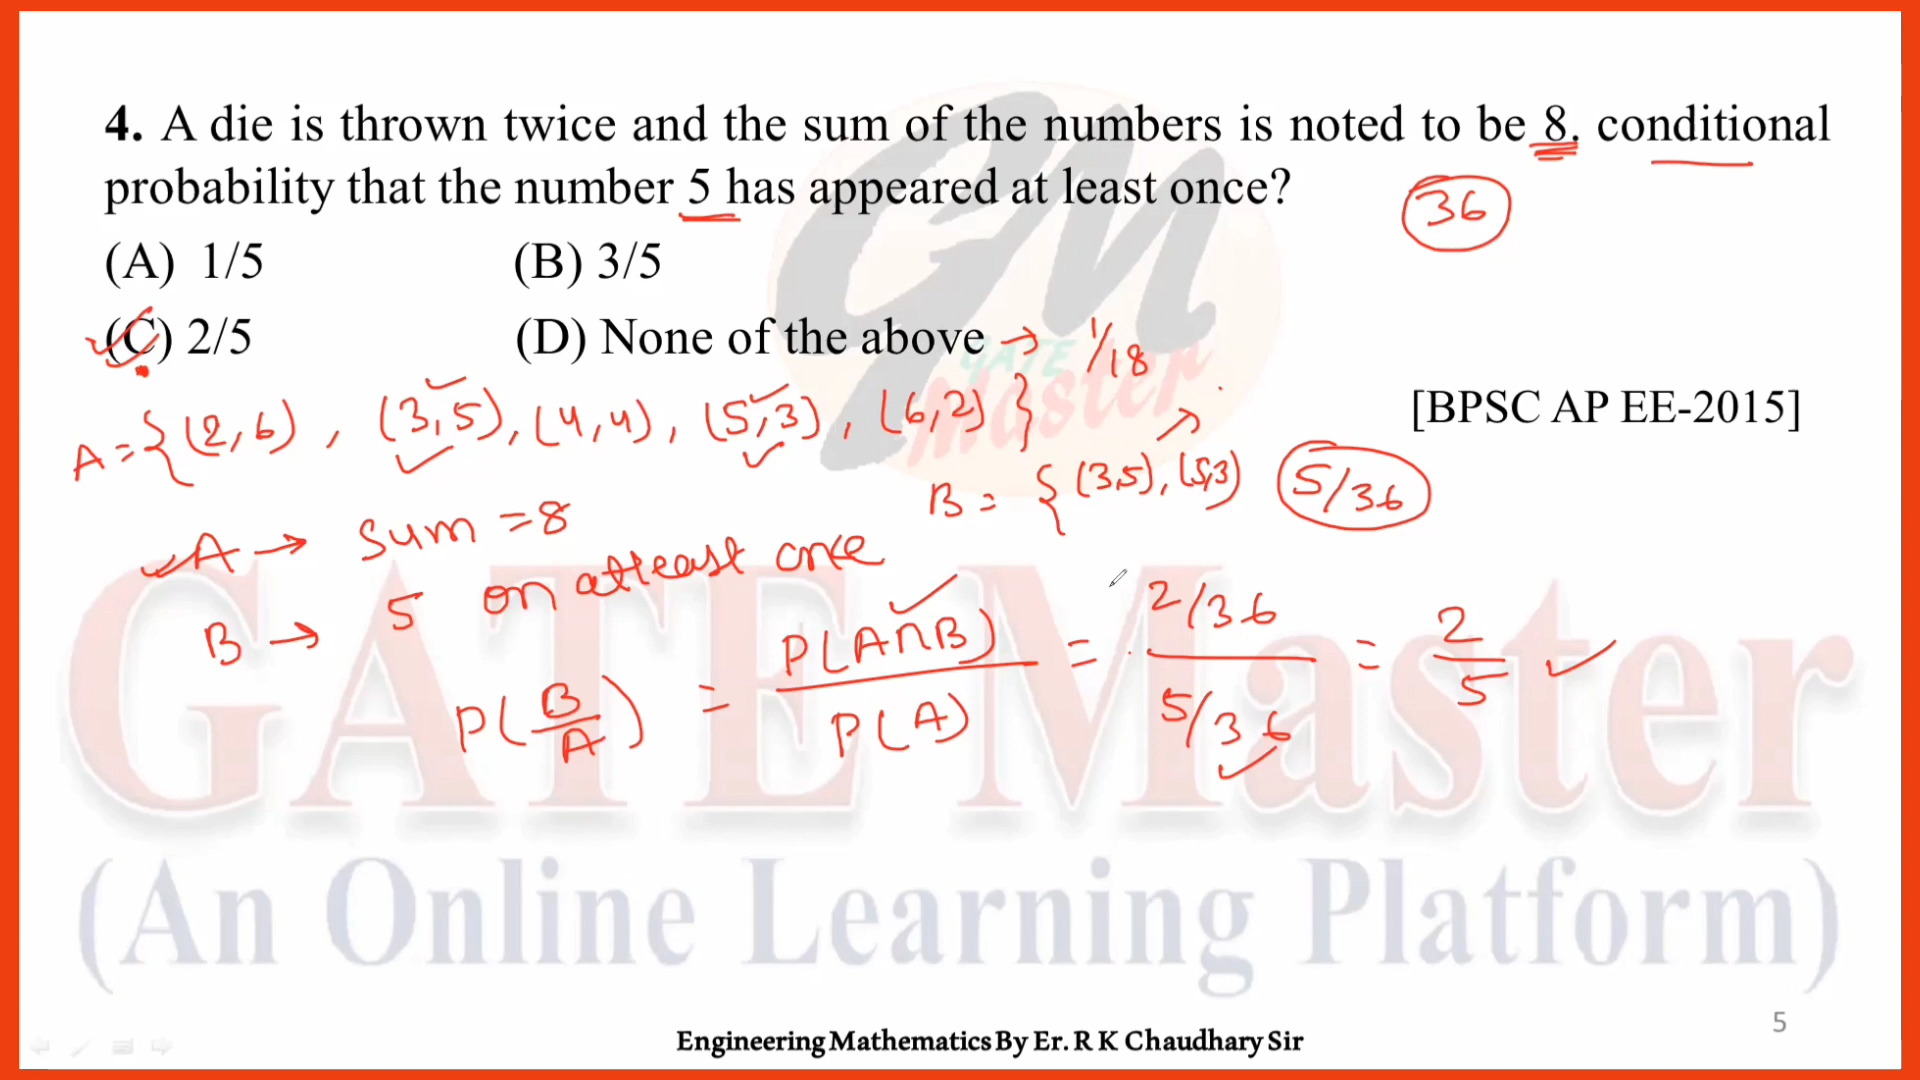 4. A die is thrown twice and the sum of the numbers is noted to be 8. conditional
probability that the number 5 has appeared at least once?
36
(A) 1/5 (B) 3/5
(C) 2/5 (D) None of the above → 1/18
[BPSC AP EE-2015]
A = {(2,6), (3,5), (4,4), (5,3), (6,2)}
B = {(3,5), (5,3) 5/36
A → Sum = 8
B → 5 on atleast once
P(B/A) = P(A∩B)/P(A) = 2/36 / 5/36 = 2/5
GATE Master
(An Online Learning Platform)
GATE
Master
5
Engineering Mathematics By Er. R K Chaudhary Sir